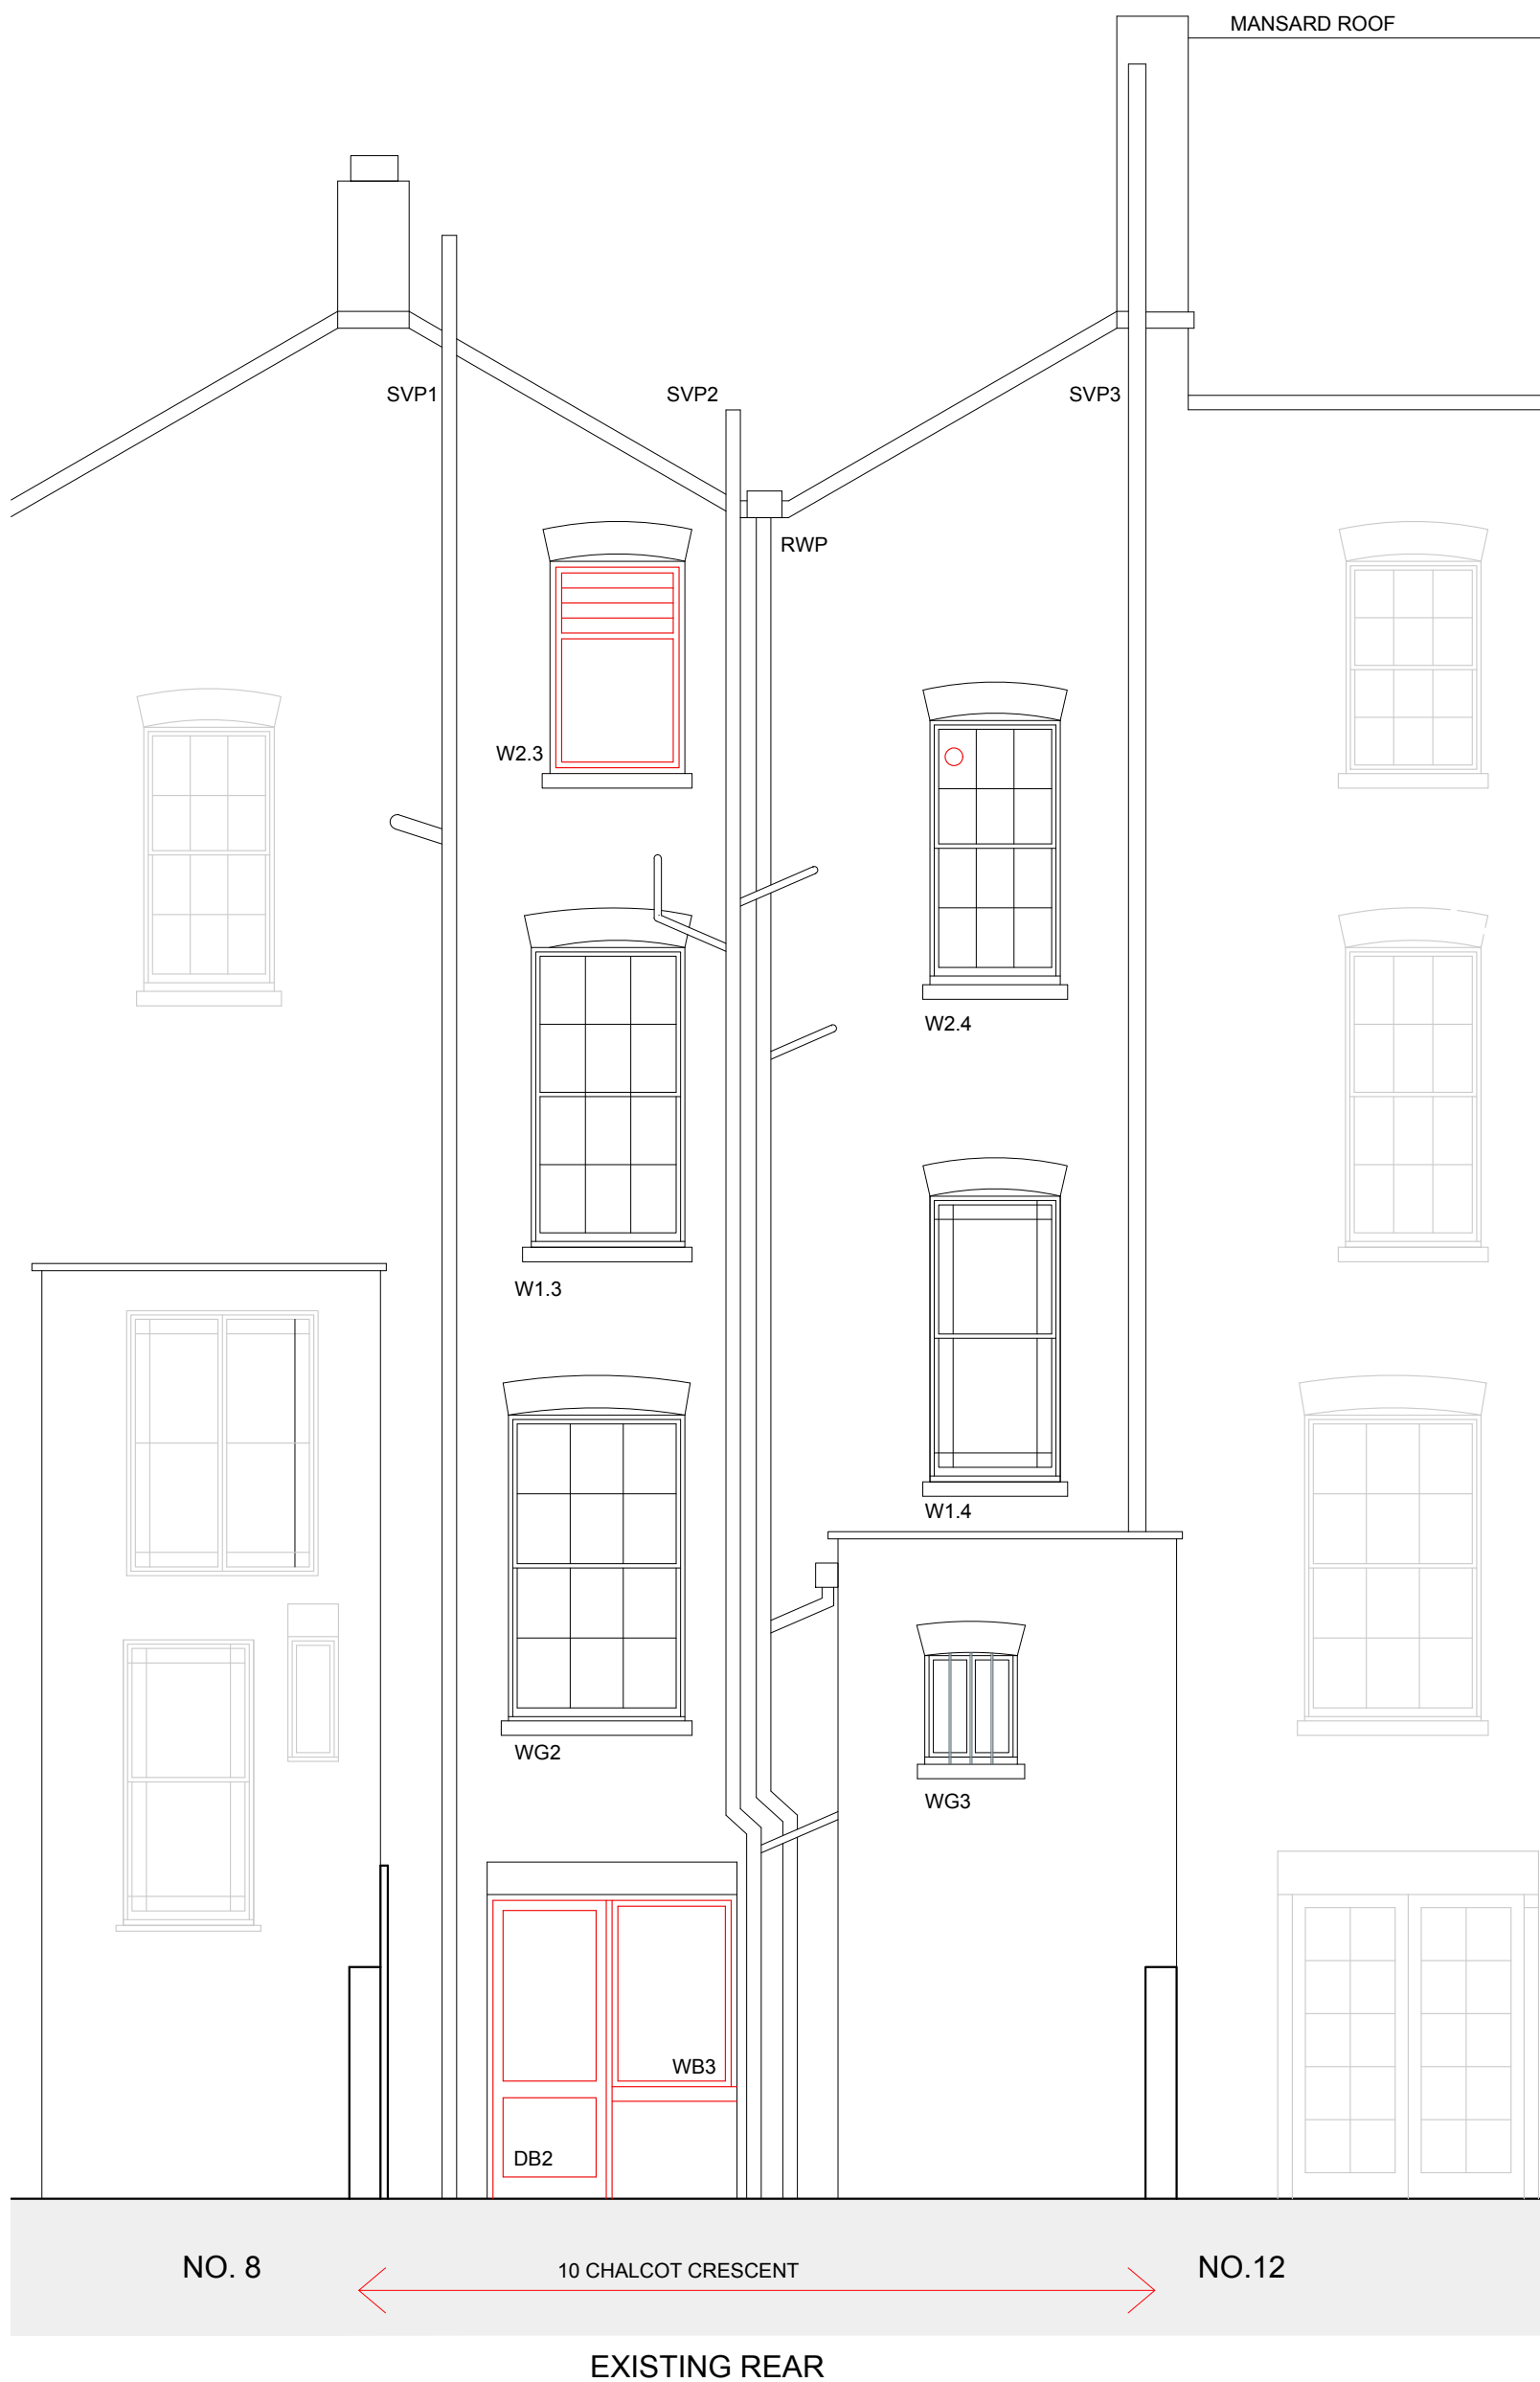 MANSARD ROOF
SVP1
SVP2
SVP3
RWP
W2.3
W2.4
W1.3
W1.4
WG2
WG3
WB3
DB2
NO. 8
10 CHALCOT CRESCENT
NO.12
EXISTING REAR